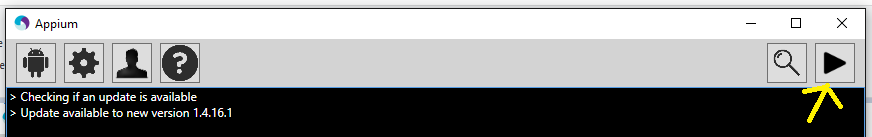 Appium
> Checking if an update is available
> Update available to new version 1.4.16.1